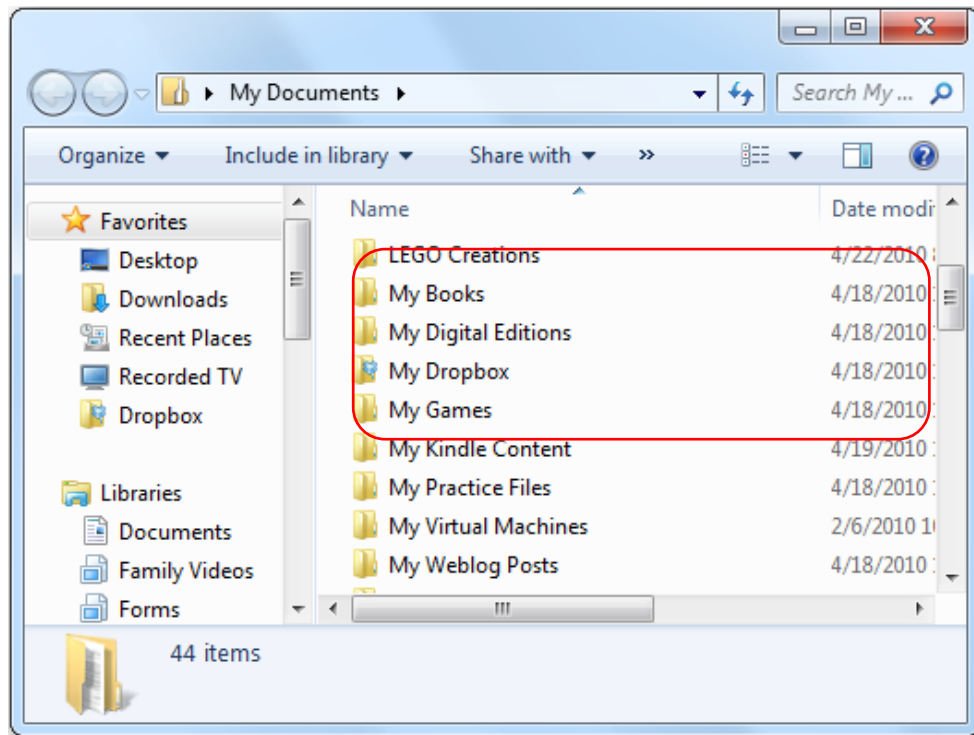 My Documents
Search My ...
Organize Include in library Share with »
Name Date modif
Favorites
Desktop
Downloads
Recent Places
Recorded TV
Dropbox
Libraries
Documents
Family Videos
Forms
LEGO Creations 4/22/2010
My Books 4/18/2010
My Digital Editions 4/18/2010
My Dropbox 4/18/2010
My Games 4/18/2010
My Kindle Content 4/19/2010
My Practice Files 4/18/2010
My Virtual Machines 2/6/2010
My Weblog Posts 4/18/2010
44 items